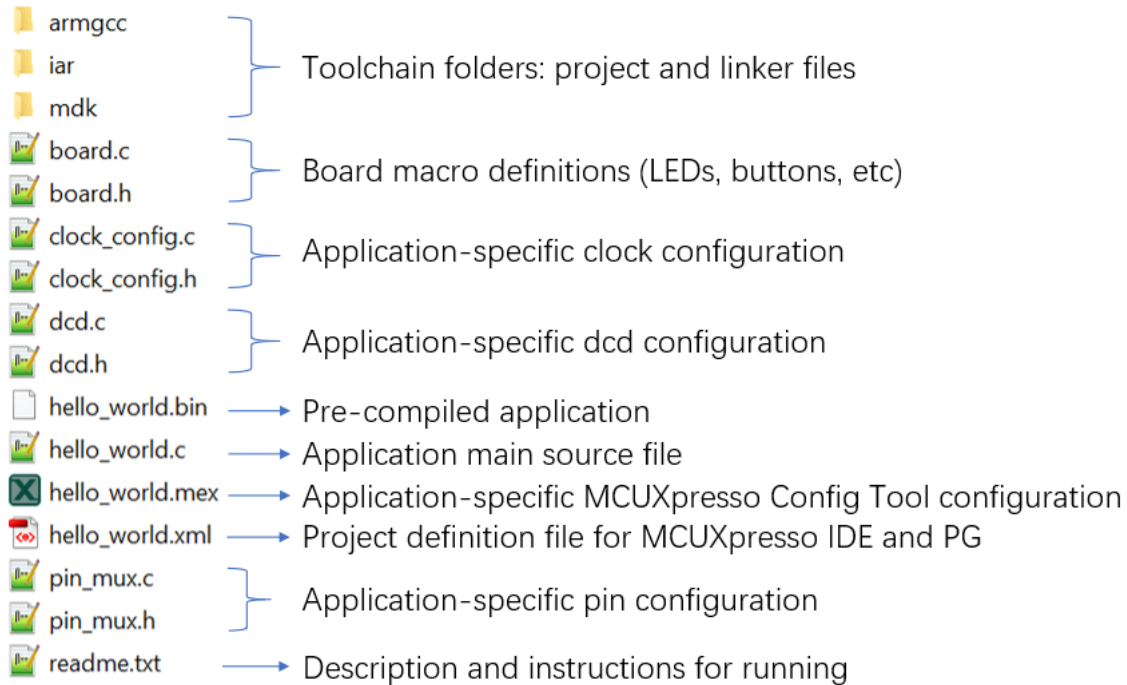 armgcc
iar
mdk
Toolchain folders: project and linker files
board.c
board.h
Board macro definitions (LEDs, buttons, etc)
clock_config.c
clock_config.h
Application-specific clock configuration
dcd.c
dcd.h
Application-specific dcd configuration
hello_world.bin Pre-compiled application
hello_world.c Application main source file
hello_world.mex Application-specific MCUXpresso Config Tool configuration
hello_world.xml Project definition file for MCUXpresso IDE and PG
pin_mux.c
pin_mux.h
Application-specific pin configuration
readme.txt Description and instructions for running